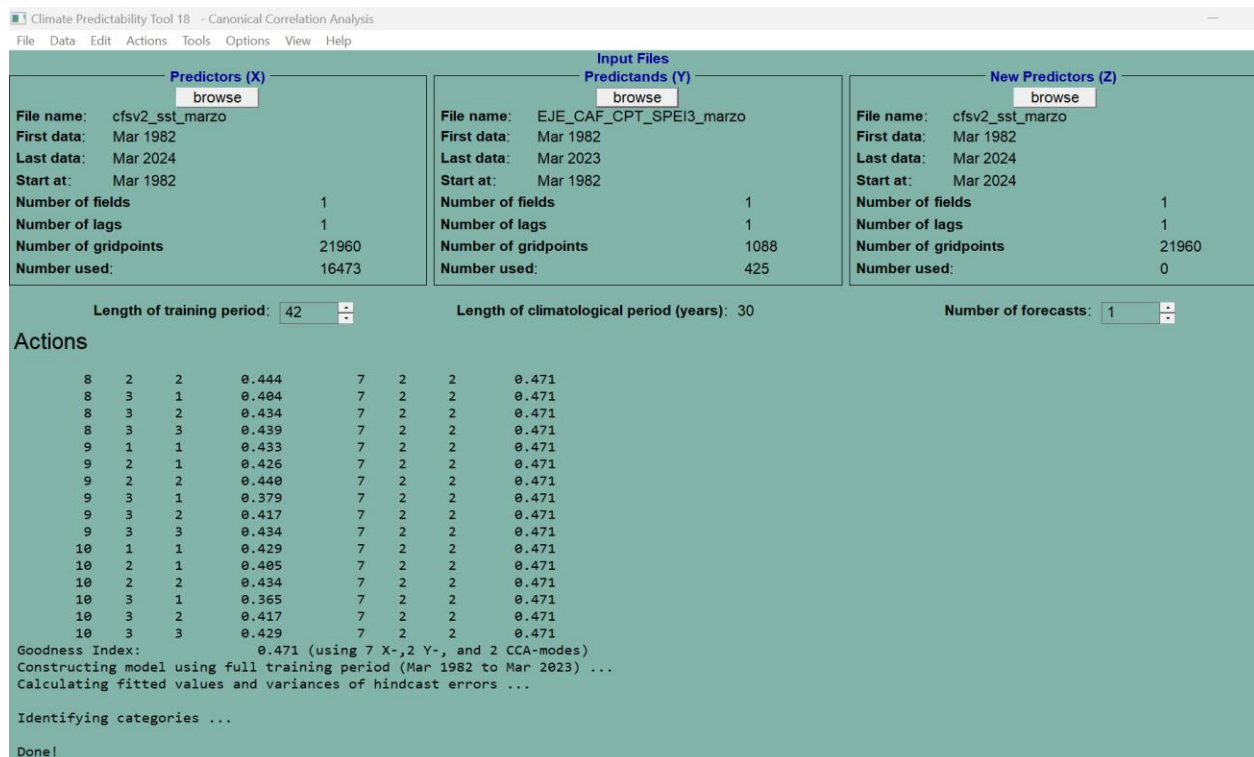 Climate Predictability Tool 18 - Canonical Correlation Analysis
File Data Edit Actions Tools Options View Help
Input Files
Predictors (X) Predictands (Y) New Predictors (Z)
browse browse browse
File name: cfsv2_sst_marzo File name: EJE_CAF_CPT_SPEI3_marzo File name: cfsv2_sst_marzo
First data: Mar 1982 First data: Mar 1982 First data: Mar 1982
Last data: Mar 2024 Last data: Mar 2023 Last data: Mar 2024
Start at: Mar 1982 Start at: Mar 1982 Start at: Mar 2024
Number of fields 1 Number of fields 1 Number of fields 1
Number of lags 1 Number of lags 1 Number of lags 1
Number of gridpoints 21960 Number of gridpoints 1088 Number of gridpoints 21960
Number used: 16473 Number used: 425 Number used: 0
Length of training period: 42 Length of climatological period (years): 30 Number of forecasts: 1
Actions
8 2 2 0.444 7 2 2 0.471
8 3 1 0.404 7 2 2 0.471
8 3 2 0.434 7 2 2 0.471
8 3 3 0.439 7 2 2 0.471
9 1 1 0.433 7 2 2 0.471
9 2 1 0.426 7 2 2 0.471
9 2 2 0.440 7 2 2 0.471
9 3 1 0.379 7 2 2 0.471
9 3 2 0.417 7 2 2 0.471
9 3 3 0.434 7 2 2 0.471
10 1 1 0.429 7 2 2 0.471
10 2 1 0.405 7 2 2 0.471
10 2 2 0.434 7 2 2 0.471
10 3 1 0.365 7 2 2 0.471
10 3 2 0.417 7 2 2 0.471
10 3 3 0.429 7 2 2 0.471
Goodness Index: 0.471 (using 7 X-,2 Y-, and 2 CCA-modes)
Constructing model using full training period (Mar 1982 to Mar 2023) ...
Calculating fitted values and variances of hindcast errors ...
Identifying categories ...
Done!